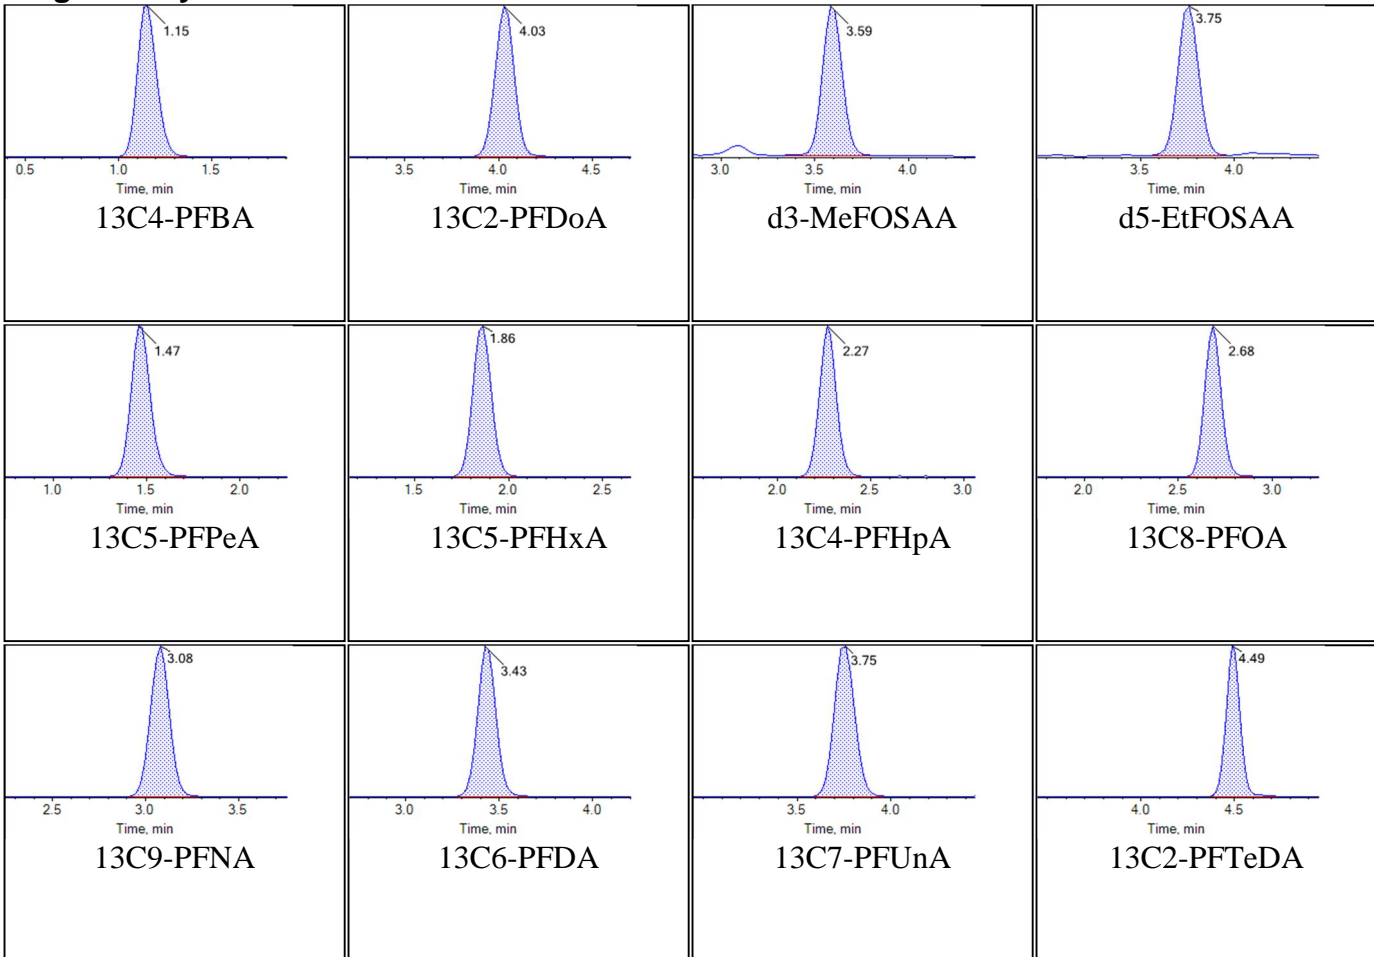 1.15
0.5 1.0 1.5
Time, min
13C4-PFBA
4.03
3.5 4.0 4.5
Time, min
13C2-PFDoA
3.59
3.0 3.5 4.0
Time, min
d3-MeFOSAA
3.75
3.5 4.0
Time, min
d5-EtFOSAA
1.47
1.0 1.5 2.0
Time, min
13C5-PFPeA
1.86
1.5 2.0 2.5
Time, min
13C5-PFHxA
2.27
2.0 2.5 3.0
Time, min
13C4-PFHpA
2.68
2.0 2.5 3.0
Time, min
13C8-PFOA
3.08
2.5 3.0 3.5
Time, min
13C9-PFNA
3.43
3.0 3.5 4.0
Time, min
13C6-PFDA
3.75
3.5 4.0
Time, min
13C7-PFUnA
4.49
4.0 4.5
Time, min
13C2-PFTeDA